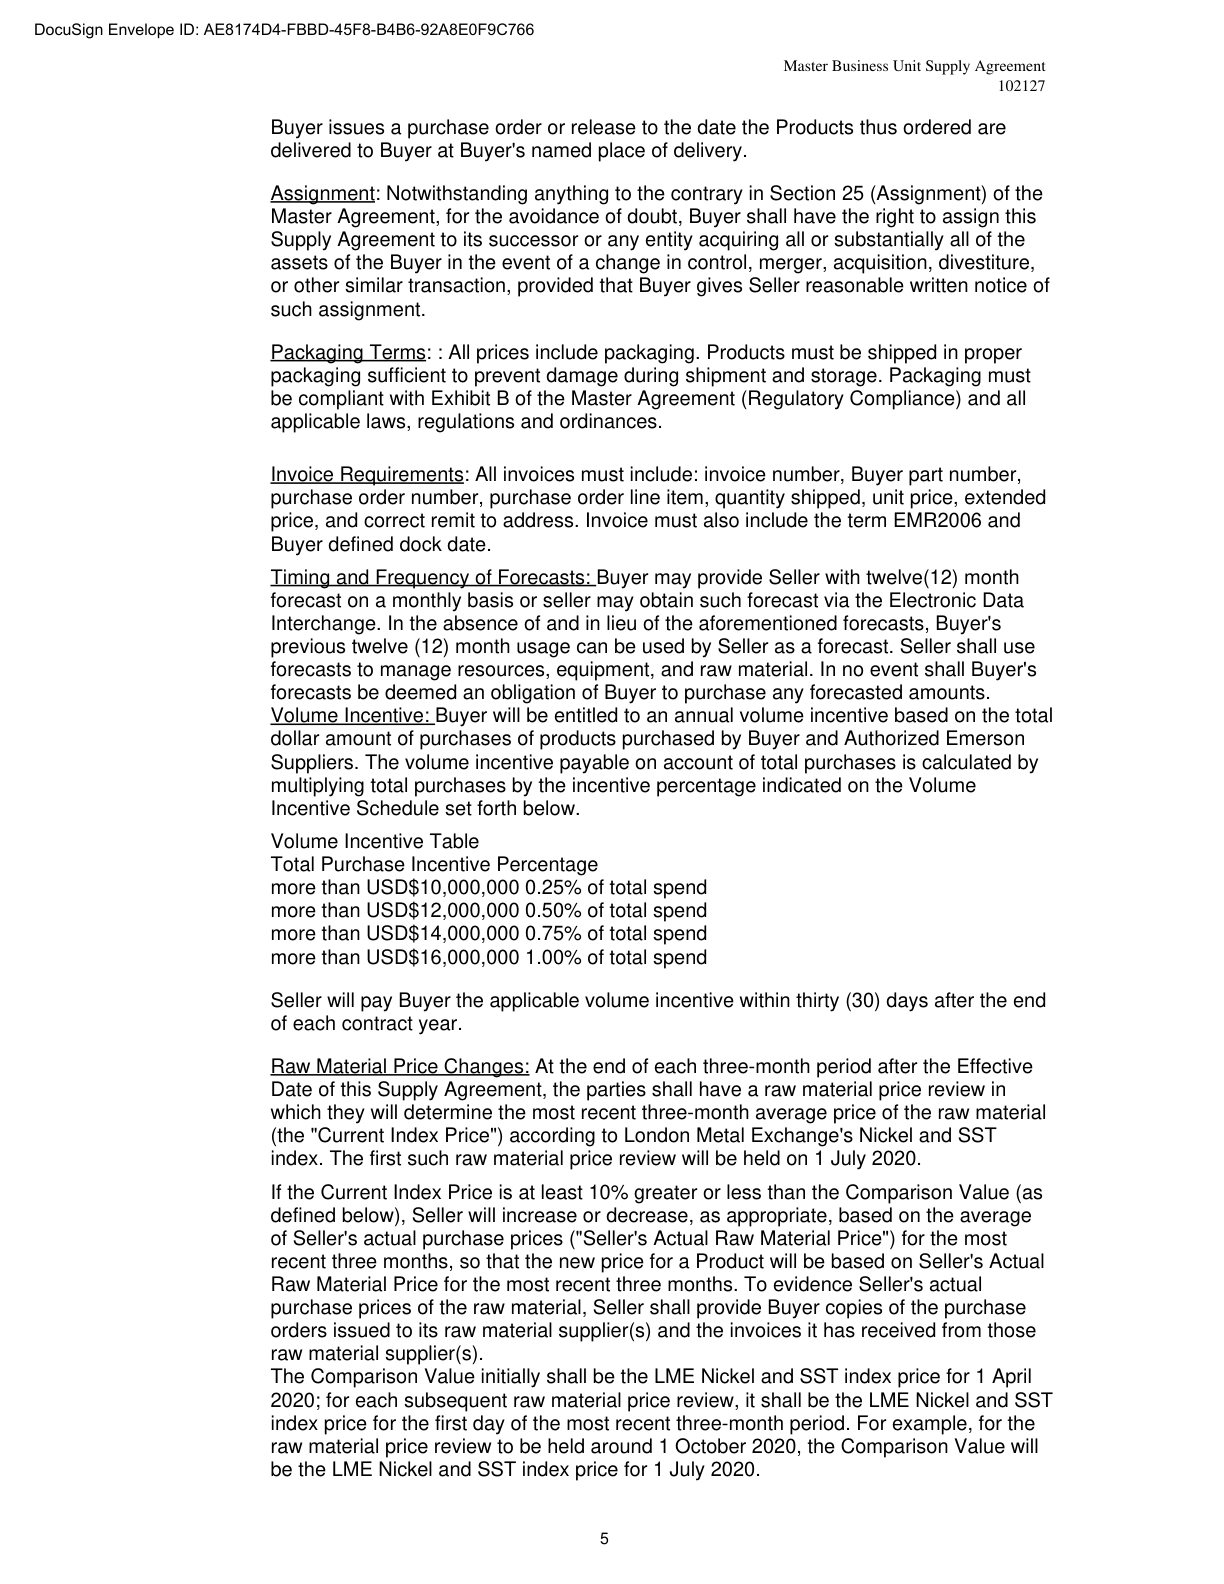 DocuSign Envelope ID: AE8174D4-FBBD-45F8-B4B6-92A8E0F9C766
Master Business Unit Supply Agreement
102127
Buyer issues a purchase order or release to the date the Products thus ordered are
delivered to Buyer at Buyer's named place of delivery.
Assignment: Notwithstanding anything to the contrary in Section 25 (Assignment) of the
Master Agreement, for the avoidance of doubt, Buyer shall have the right to assign this
Supply Agreement to its successor or any entity acquiring all or substantially all of the
assets of the Buyer in the event of a change in control, merger, acquisition, divestiture,
or other similar transaction, provided that Buyer gives Seller reasonable written notice of
such assignment.
Packaging Terms: : All prices include packaging. Products must be shipped in proper
packaging sufficient to prevent damage during shipment and storage. Packaging must
be compliant with Exhibit B of the Master Agreement (Regulatory Compliance) and all
applicable laws, regulations and ordinances.
Invoice Requirements: All invoices must include: invoice number, Buyer part number,
purchase order number, purchase order line item, quantity shipped, unit price, extended
price, and correct remit to address. Invoice must also include the term EMR2006 and
Buyer defined dock date.
Timing and Frequency of Forecasts: Buyer may provide Seller with twelve(12) month
forecast on a monthly basis or seller may obtain such forecast via the Electronic Data
Interchange. In the absence of and in lieu of the aforementioned forecasts, Buyer's
previous twelve (12) month usage can be used by Seller as a forecast. Seller shall use
forecasts to manage resources, equipment, and raw material. In no event shall Buyer's
forecasts be deemed an obligation of Buyer to purchase any forecasted amounts.
Volume Incentive: Buyer will be entitled to an annual volume incentive based on the total
dollar amount of purchases of products purchased by Buyer and Authorized Emerson
Suppliers. The volume incentive payable on account of total purchases is calculated by
multiplying total purchases by the incentive percentage indicated on the Volume
Incentive Schedule set forth below.
Volume Incentive Table
Total Purchase Incentive Percentage
more than USD$10,000,000 0.25% of total spend
more than USD$12,000,000 0.50% of total spend
more than USD$14,000,000 0.75% of total spend
more than USD$16,000,000 1.00% of total spend
Seller will pay Buyer the applicable volume incentive within thirty (30) days after the end
of each contract year.
Raw Material Price Changes: At the end of each three-month period after the Effective
Date of this Supply Agreement, the parties shall have a raw material price review in
which they will determine the most recent three-month average price of the raw material
(the "Current Index Price") according to London Metal Exchange's Nickel and SST
index. The first such raw material price review will be held on 1 July 2020.
If the Current Index Price is at least 10% greater or less than the Comparison Value (as
defined below), Seller will increase or decrease, as appropriate, based on the average
of Seller's actual purchase prices ("Seller's Actual Raw Material Price") for the most
recent three months, so that the new price for a Product will be based on Seller's Actual
Raw Material Price for the most recent three months. To evidence Seller's actual
purchase prices of the raw material, Seller shall provide Buyer copies of the purchase
orders issued to its raw material supplier(s) and the invoices it has received from those
raw material supplier(s).
The Comparison Value initially shall be the LME Nickel and SST index price for 1 April
2020; for each subsequent raw material price review, it shall be the LME Nickel and SST
index price for the first day of the most recent three-month period. For example, for the
raw material price review to be held around 1 October 2020, the Comparison Value will
be the LME Nickel and SST index price for 1 July 2020.
5